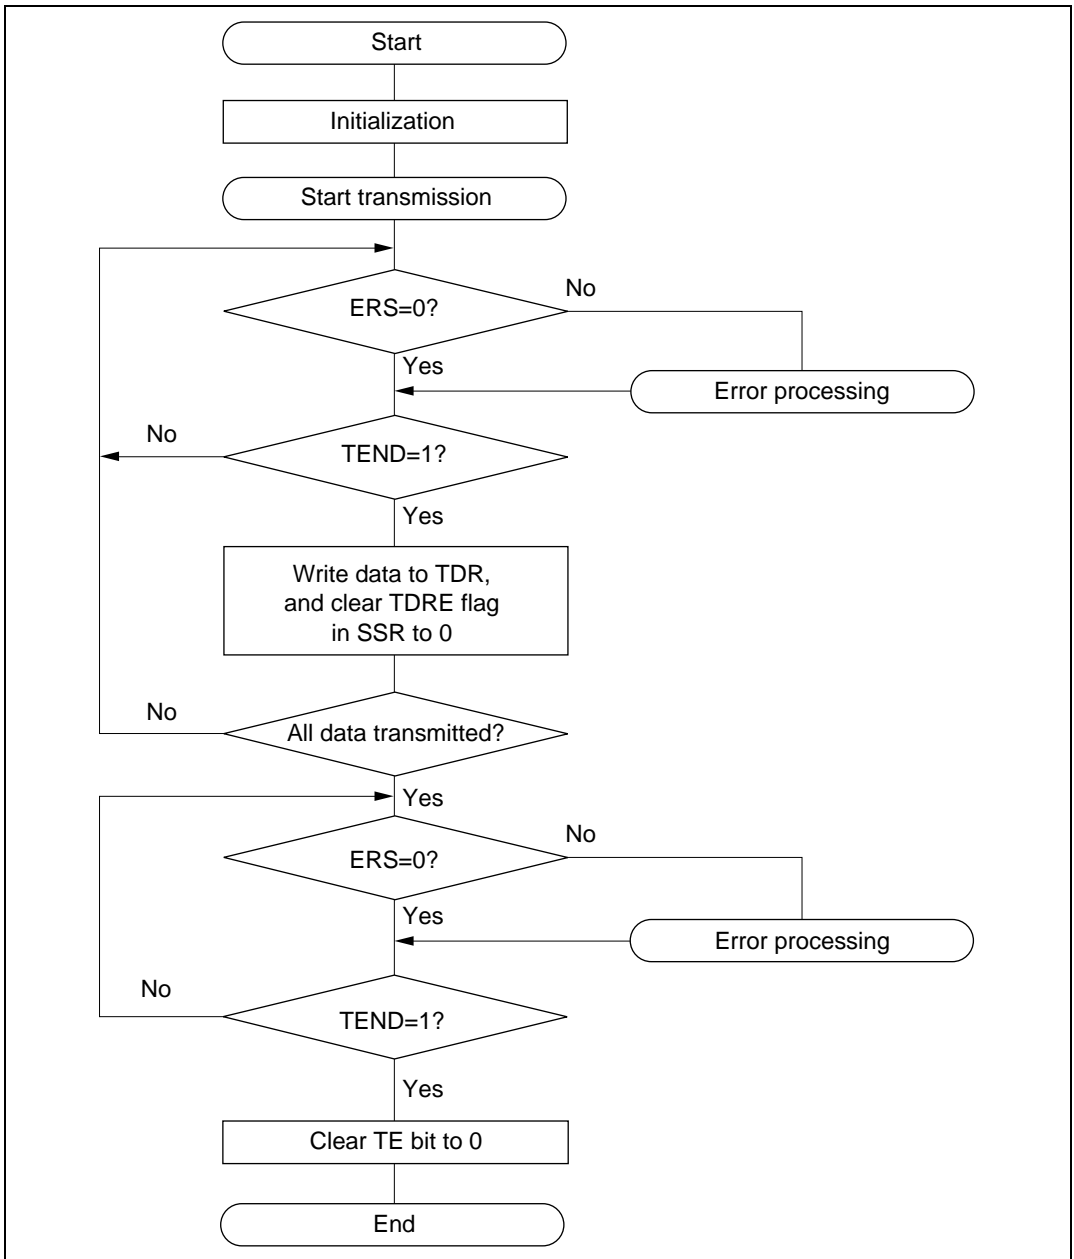 Start
Initialization
Start transmission
ERS=0?
No
Yes
Error processing
No
TEND=1?
Yes
Write data to TDR,
and clear TDRE flag
in SSR to 0
No
All data transmitted?
Yes
ERS=0?
No
Yes
Error processing
No
TEND=1?
Yes
Clear TE bit to 0
End